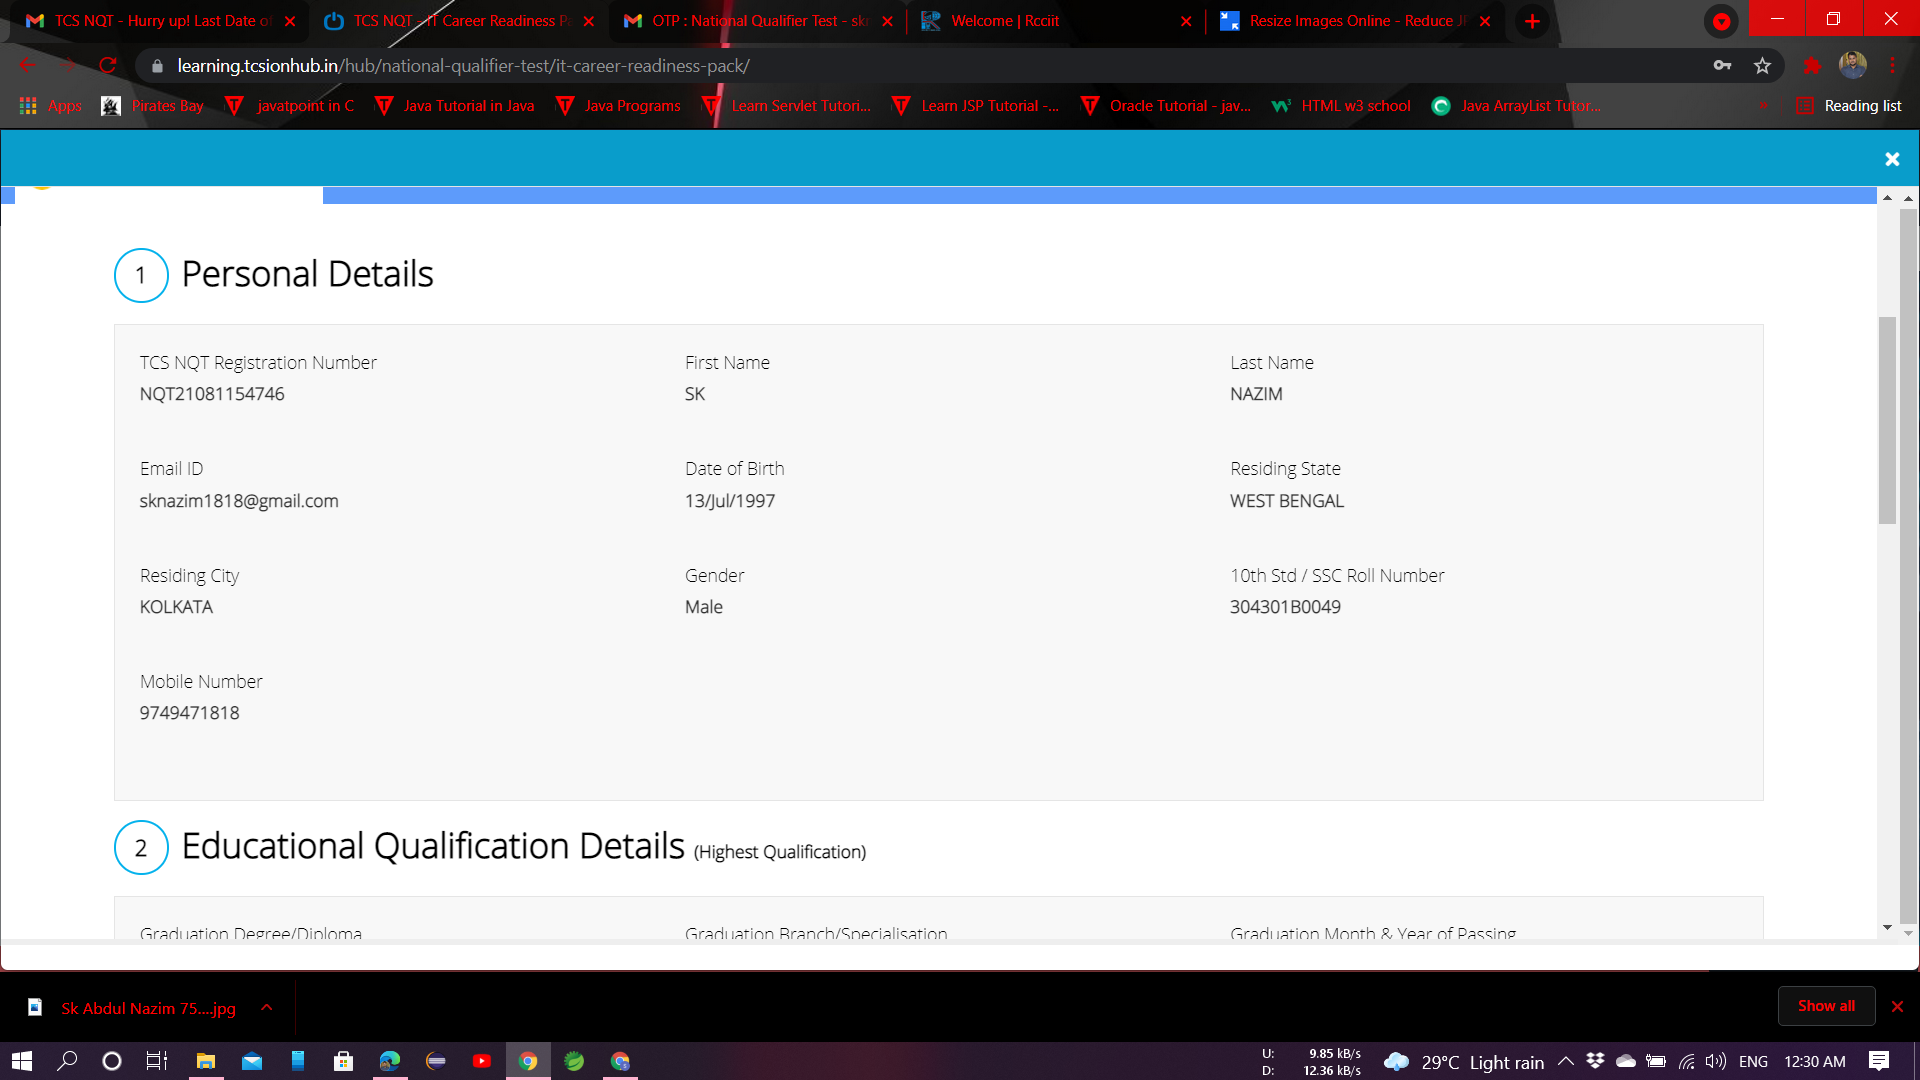 TCS NQT - Hurry up! Last Date of
TCS NQT - IT Career Readiness Pa
OTP : National Qualifier Test - skn
Welcome | Rcciit
Resize Images Online - Reduce JP
learning.tcsionhub.in/hub/national-qualifier-test/it-career-readiness-pack/
Apps
Pirates Bay
javatpoint in C
Java Tutorial in Java
Java Programs
Learn Servlet Tutori...
Learn JSP Tutorial -...
Oracle Tutorial - jav...
HTML w3 school
Java ArrayList Tutor...
Reading list
1 Personal Details
TCS NQT Registration Number
NQT21081154746
First Name
SK
Last Name
NAZIM
Email ID
sknazim1818@gmail.com
Date of Birth
13/Jul/1997
Residing State
WEST BENGAL
Residing City
KOLKATA
Gender
Male
10th Std / SSC Roll Number
304301B0049
Mobile Number
9749471818
2 Educational Qualification Details (Highest Qualification)
Graduation Degree/Diploma
Graduation Branch/Specialisation
Graduation Month & Year of Passing
Sk Abdul Nazim 75....jpg
Show all
U: 9.85 kB/s
D: 12.36 kB/s
29°C Light rain
ENG
12:30 AM